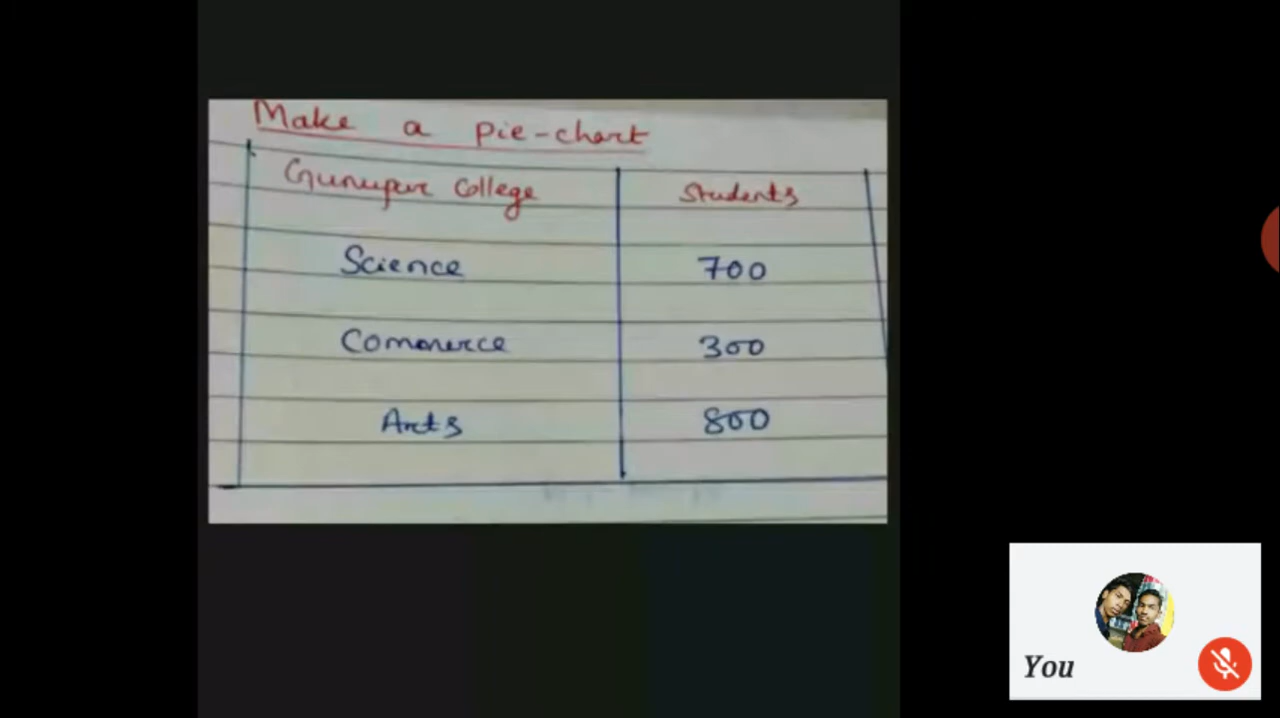 Make a Pie-chart
Gunupur College Students
Science 700
Commerce 300
Arts 800
You